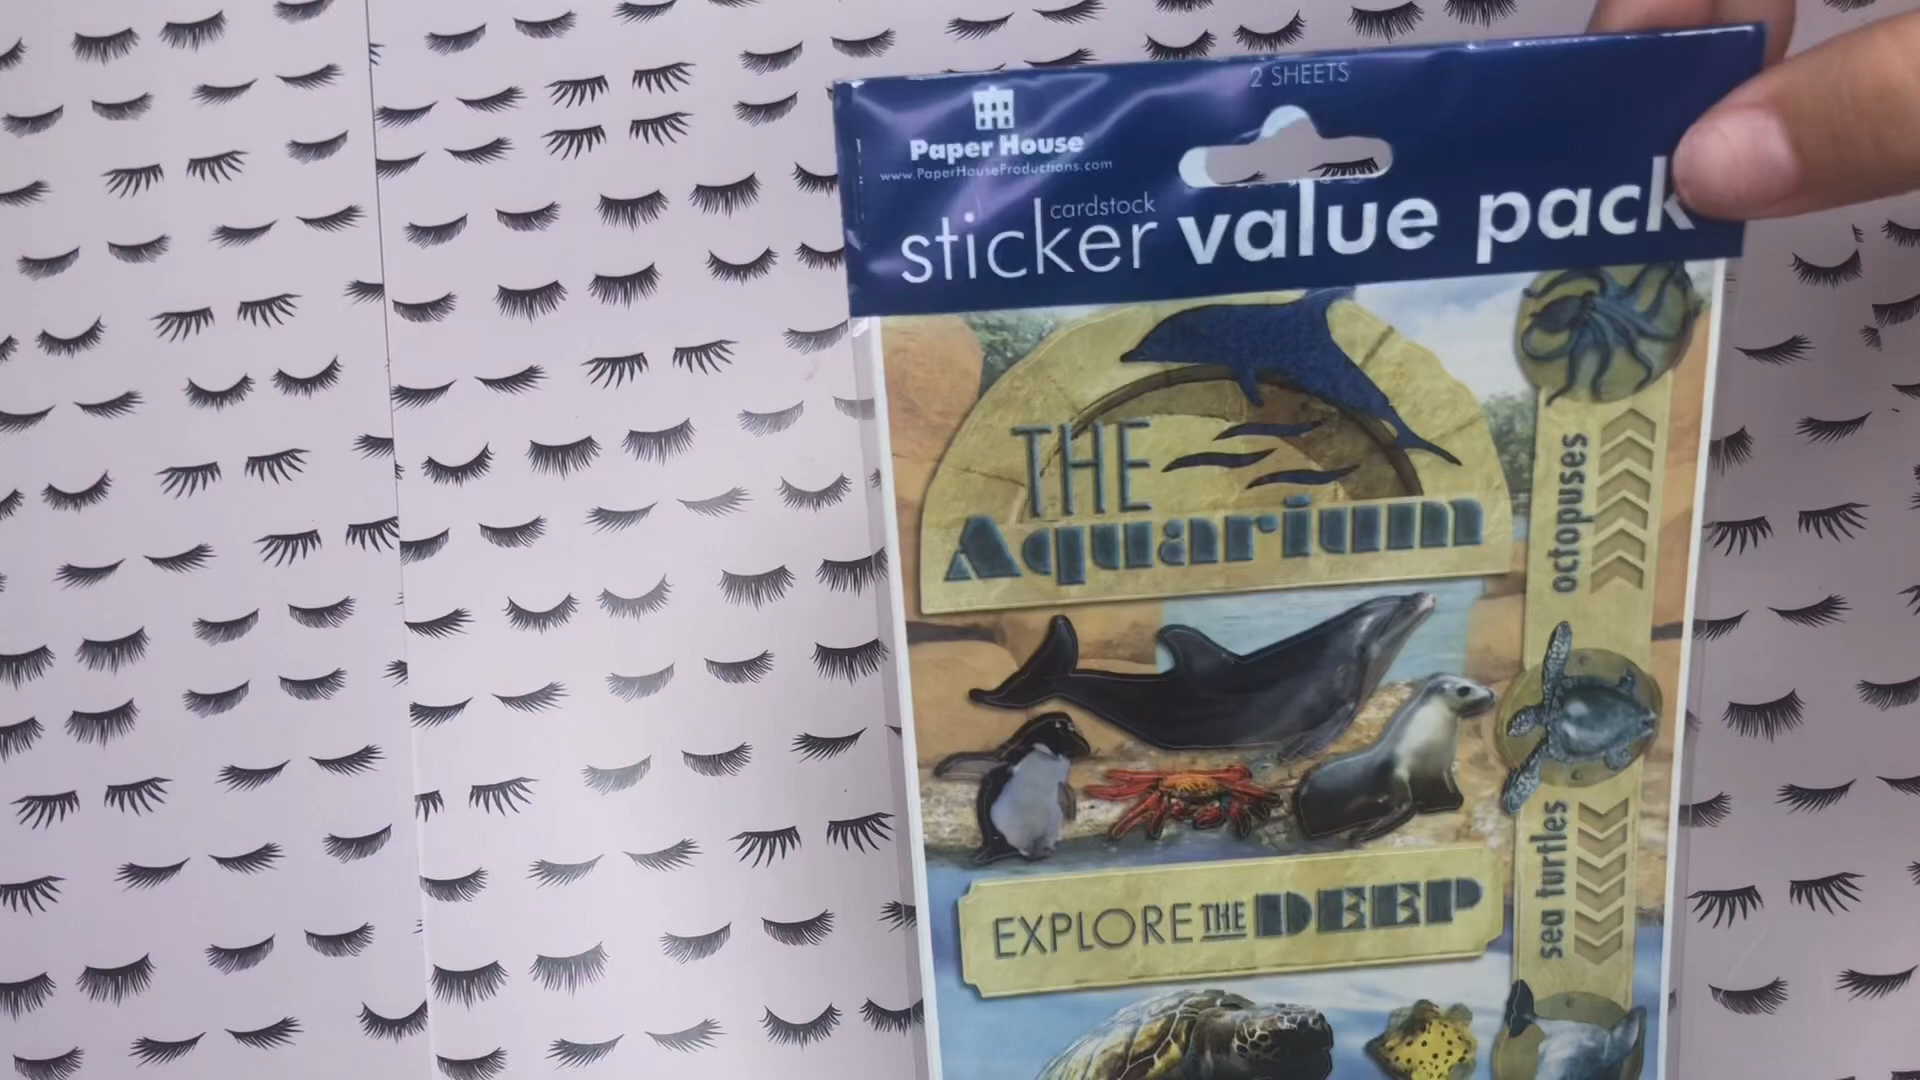 2 SHEETS
Paper House
www.PaperHouseProductions.com
cardstock
sticker value pack
THE
Aquarium
octopuses
EXPLORE THE DEEP
sea turtles